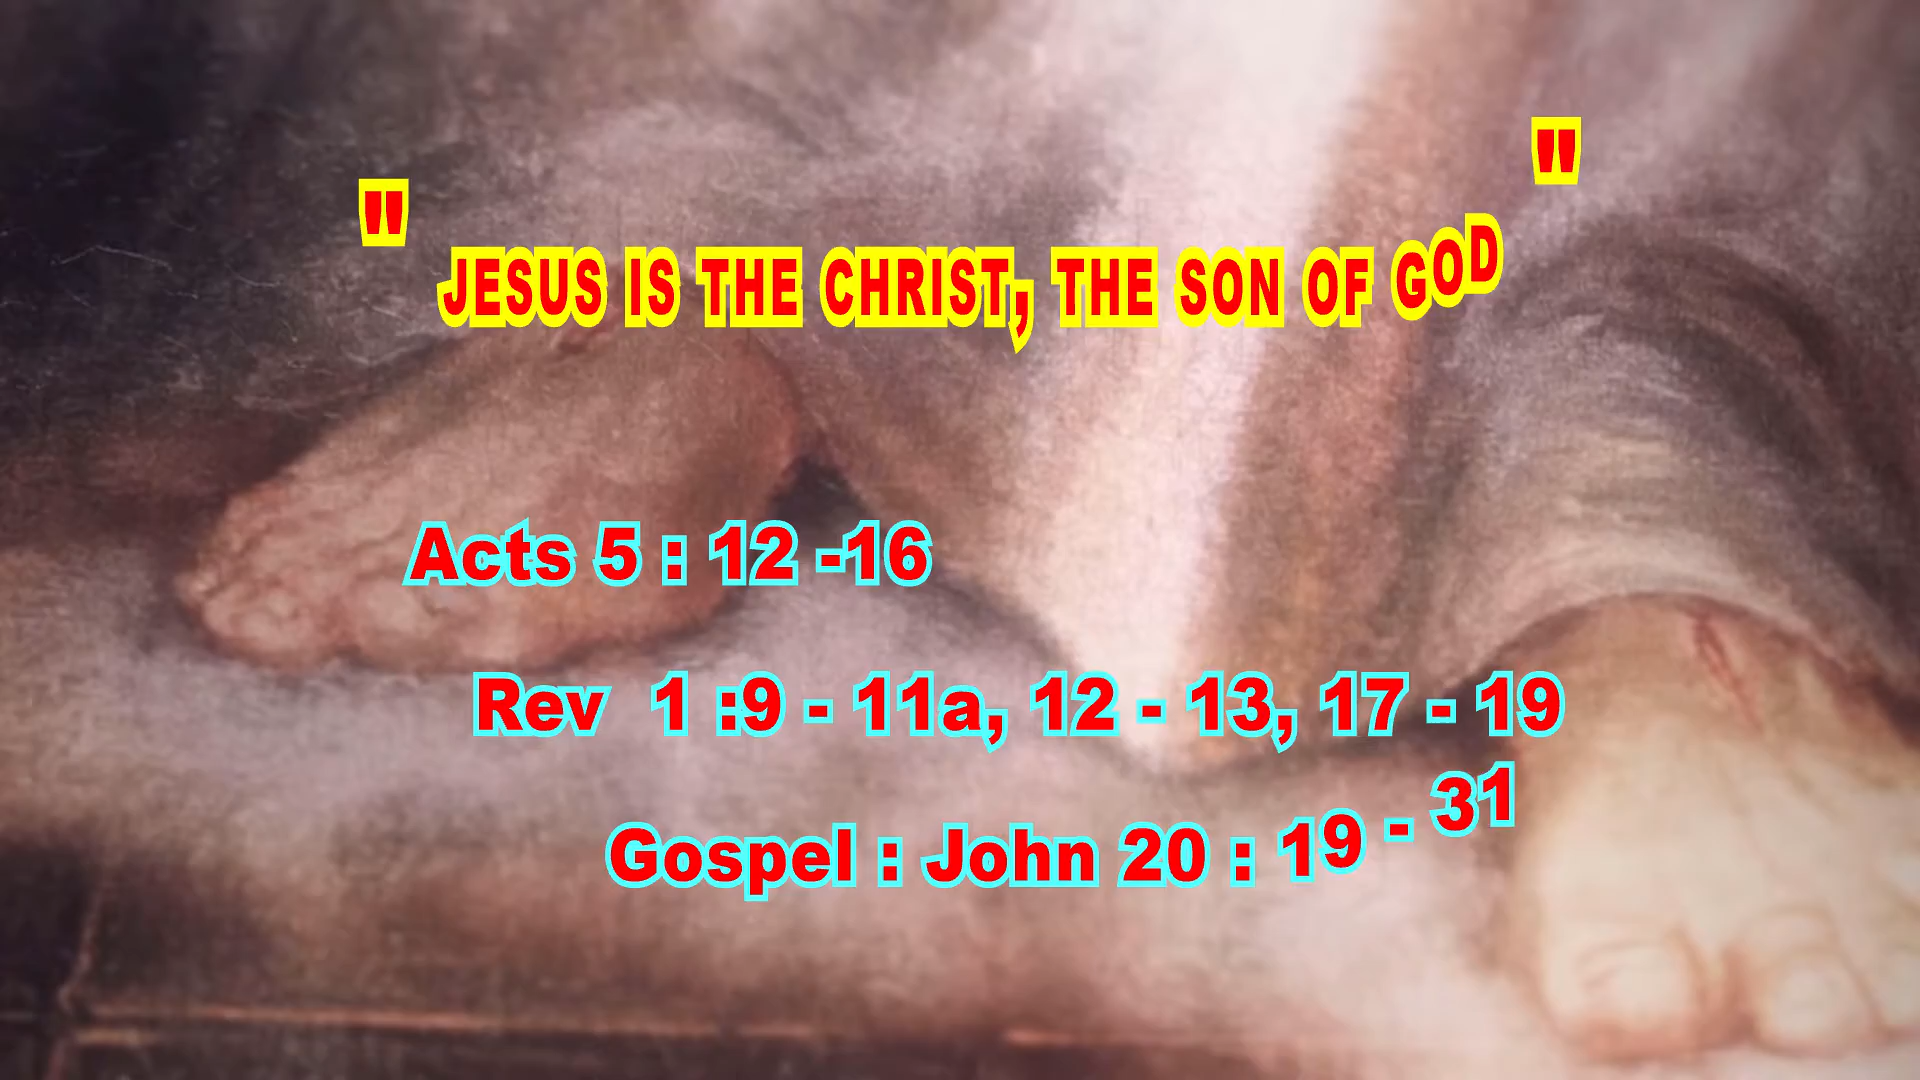 " JESUS IS THE CHRIST, THE SON OF GOD "
Acts 5 : 12 -16
Rev 1 :9 - 11a, 12 - 13, 17 - 19
Gospel : John 20 : 19 - 31